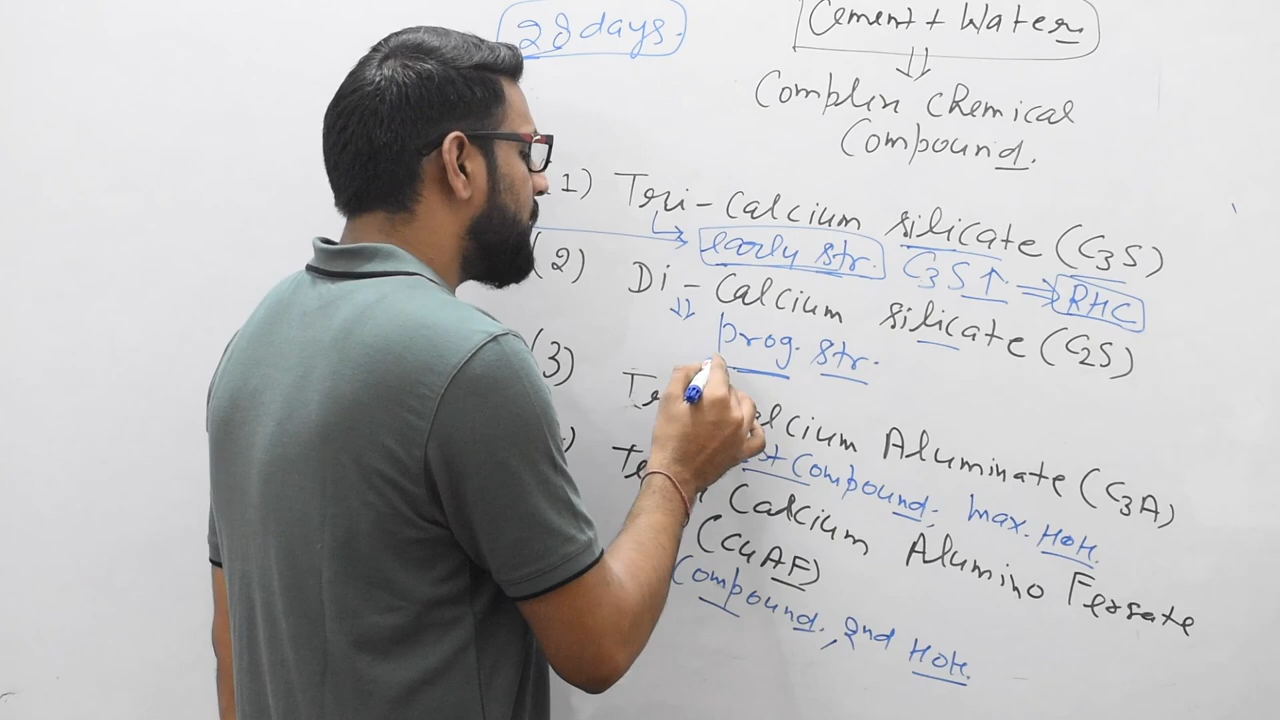 28 days.
Cement + Water
Complex Chemical
Compound.
1) Tri-Calcium silicate (C3S)
early str. C3S↑ ⇒ RHC
(2) Di-Calcium silicate (C2S)
prog. str.
(3) Calcium Aluminate (C3A)
Compound, max. HOH.
Calcium Alumino Ferrate
(C4AF)
Compound, 2nd HOH.